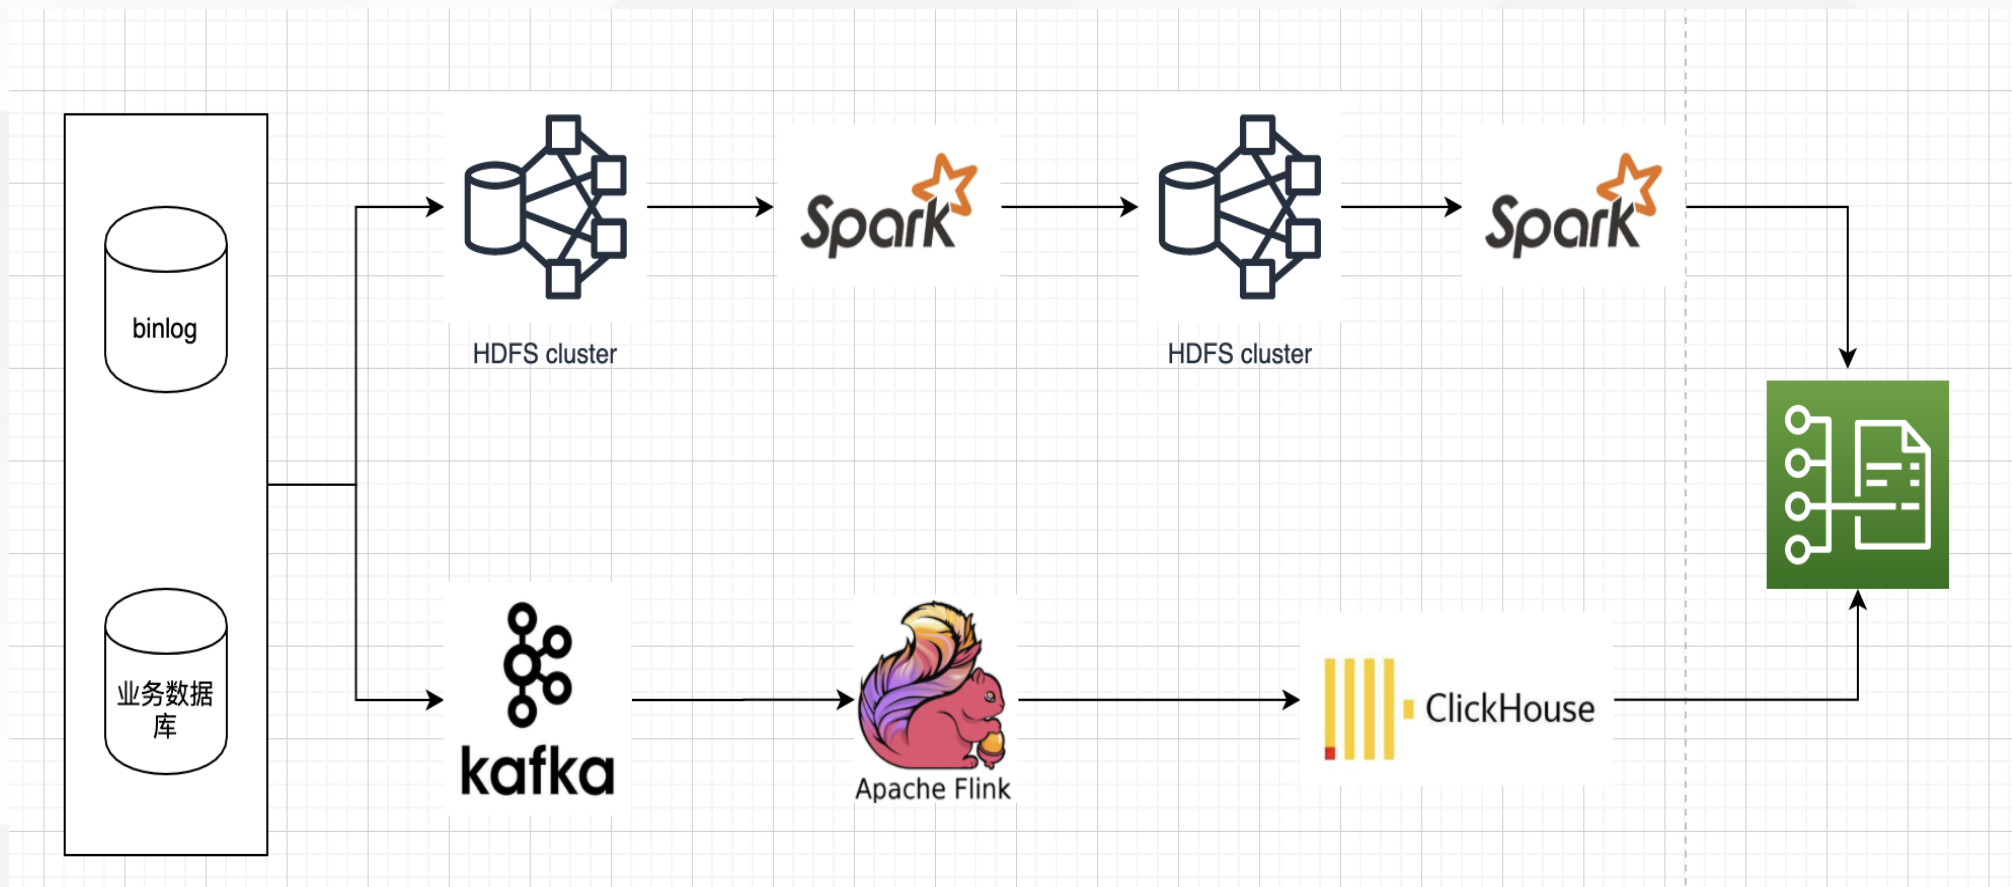 binlog
HDFS cluster
Spark
HDFS cluster
Spark
业务数据
库
kafka
Apache Flink
ClickHouse